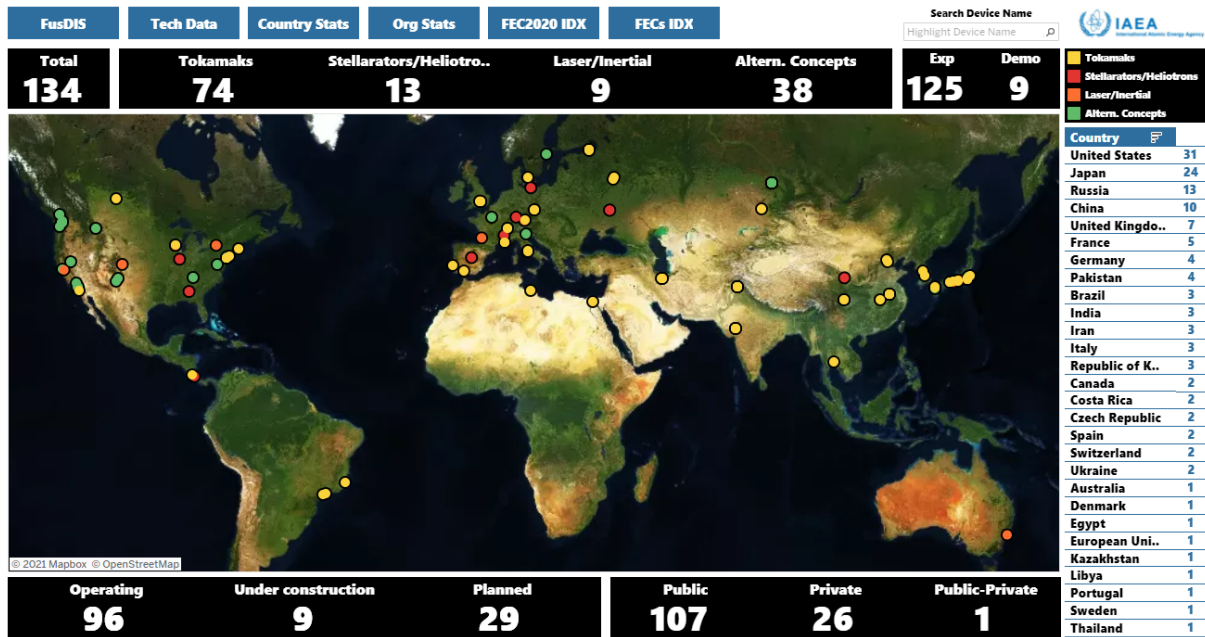 FusDIS Tech Data Country Stats Org Stats FEC2020 IDX FECs IDX
Search Device Name
Highlight Device Name
IAEA
International Atomic Energy Agency
Total Tokamaks Stellarators/Heliotro.. Laser/Inertial Altern. Concepts Exp Demo
134 74 13 9 38 125 9
Tokamaks
Stellarators/Heliotrons
Laser/Inertial
Altern. Concepts
Country
United States 31
Japan 24
Russia 13
China 10
United Kingdo.. 7
France 5
Germany 4
Pakistan 4
Brazil 3
India 3
Iran 3
Italy 3
Republic of K.. 3
Canada 2
Costa Rica 2
Czech Republic 2
Spain 2
Switzerland 2
Ukraine 2
Australia 1
Denmark 1
Egypt 1
European Uni.. 1
Kazakhstan 1
Libya 1
Portugal 1
Sweden 1
Thailand 1
© 2021 Mapbox © OpenStreetMap
Operating Under construction Planned Public Private Public-Private
96 9 29 107 26 1